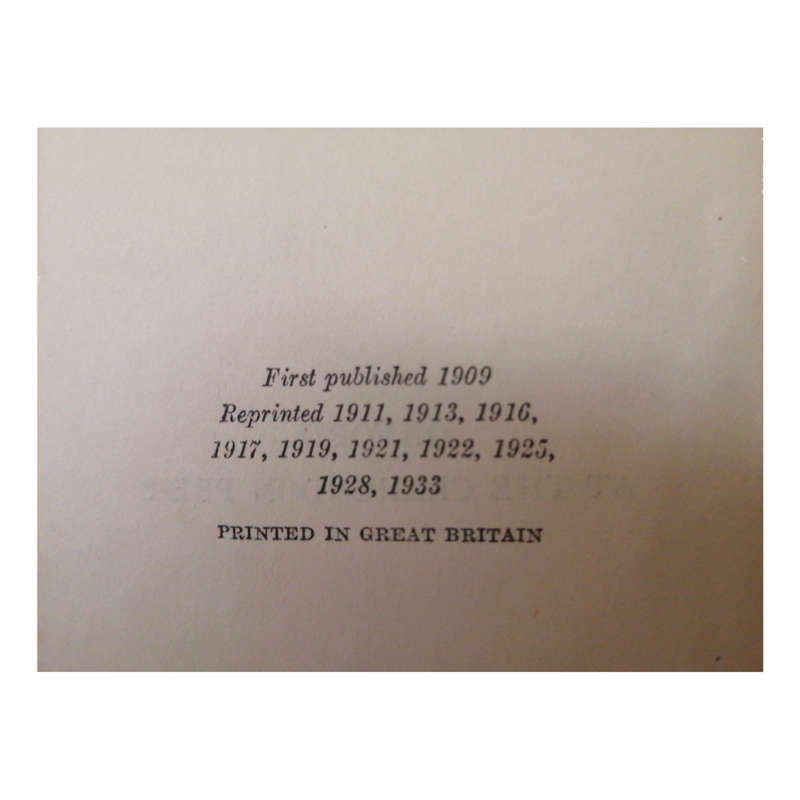 First published 1909
Reprinted 1911, 1913, 1916,
1917, 1919, 1921, 1922, 1925,
1928, 1933
PRINTED IN GREAT BRITAIN